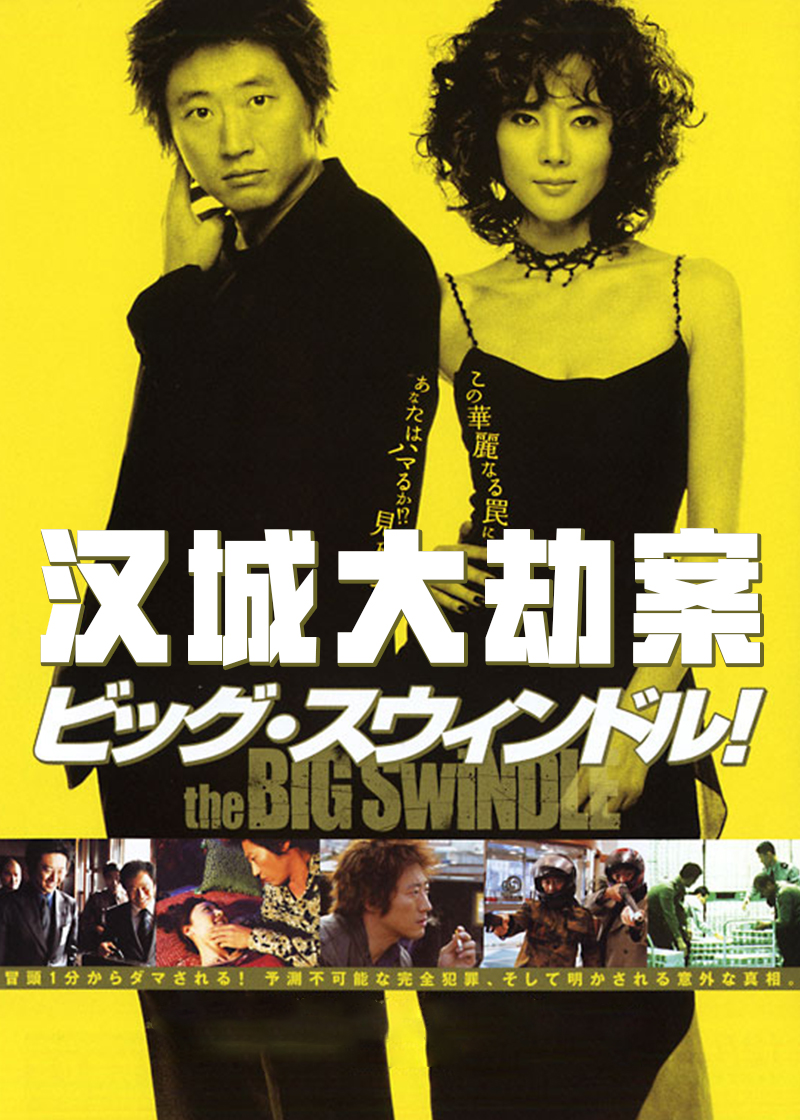 この華麗なる罠に
あなたはハマるか!?
見
汉城大劫案
ビッグ・スウィンドル!
the BIG SWiNDLE
冒頭1分からダマされる! 予測不可能な完全犯罪、そして明かされる意外な真相。